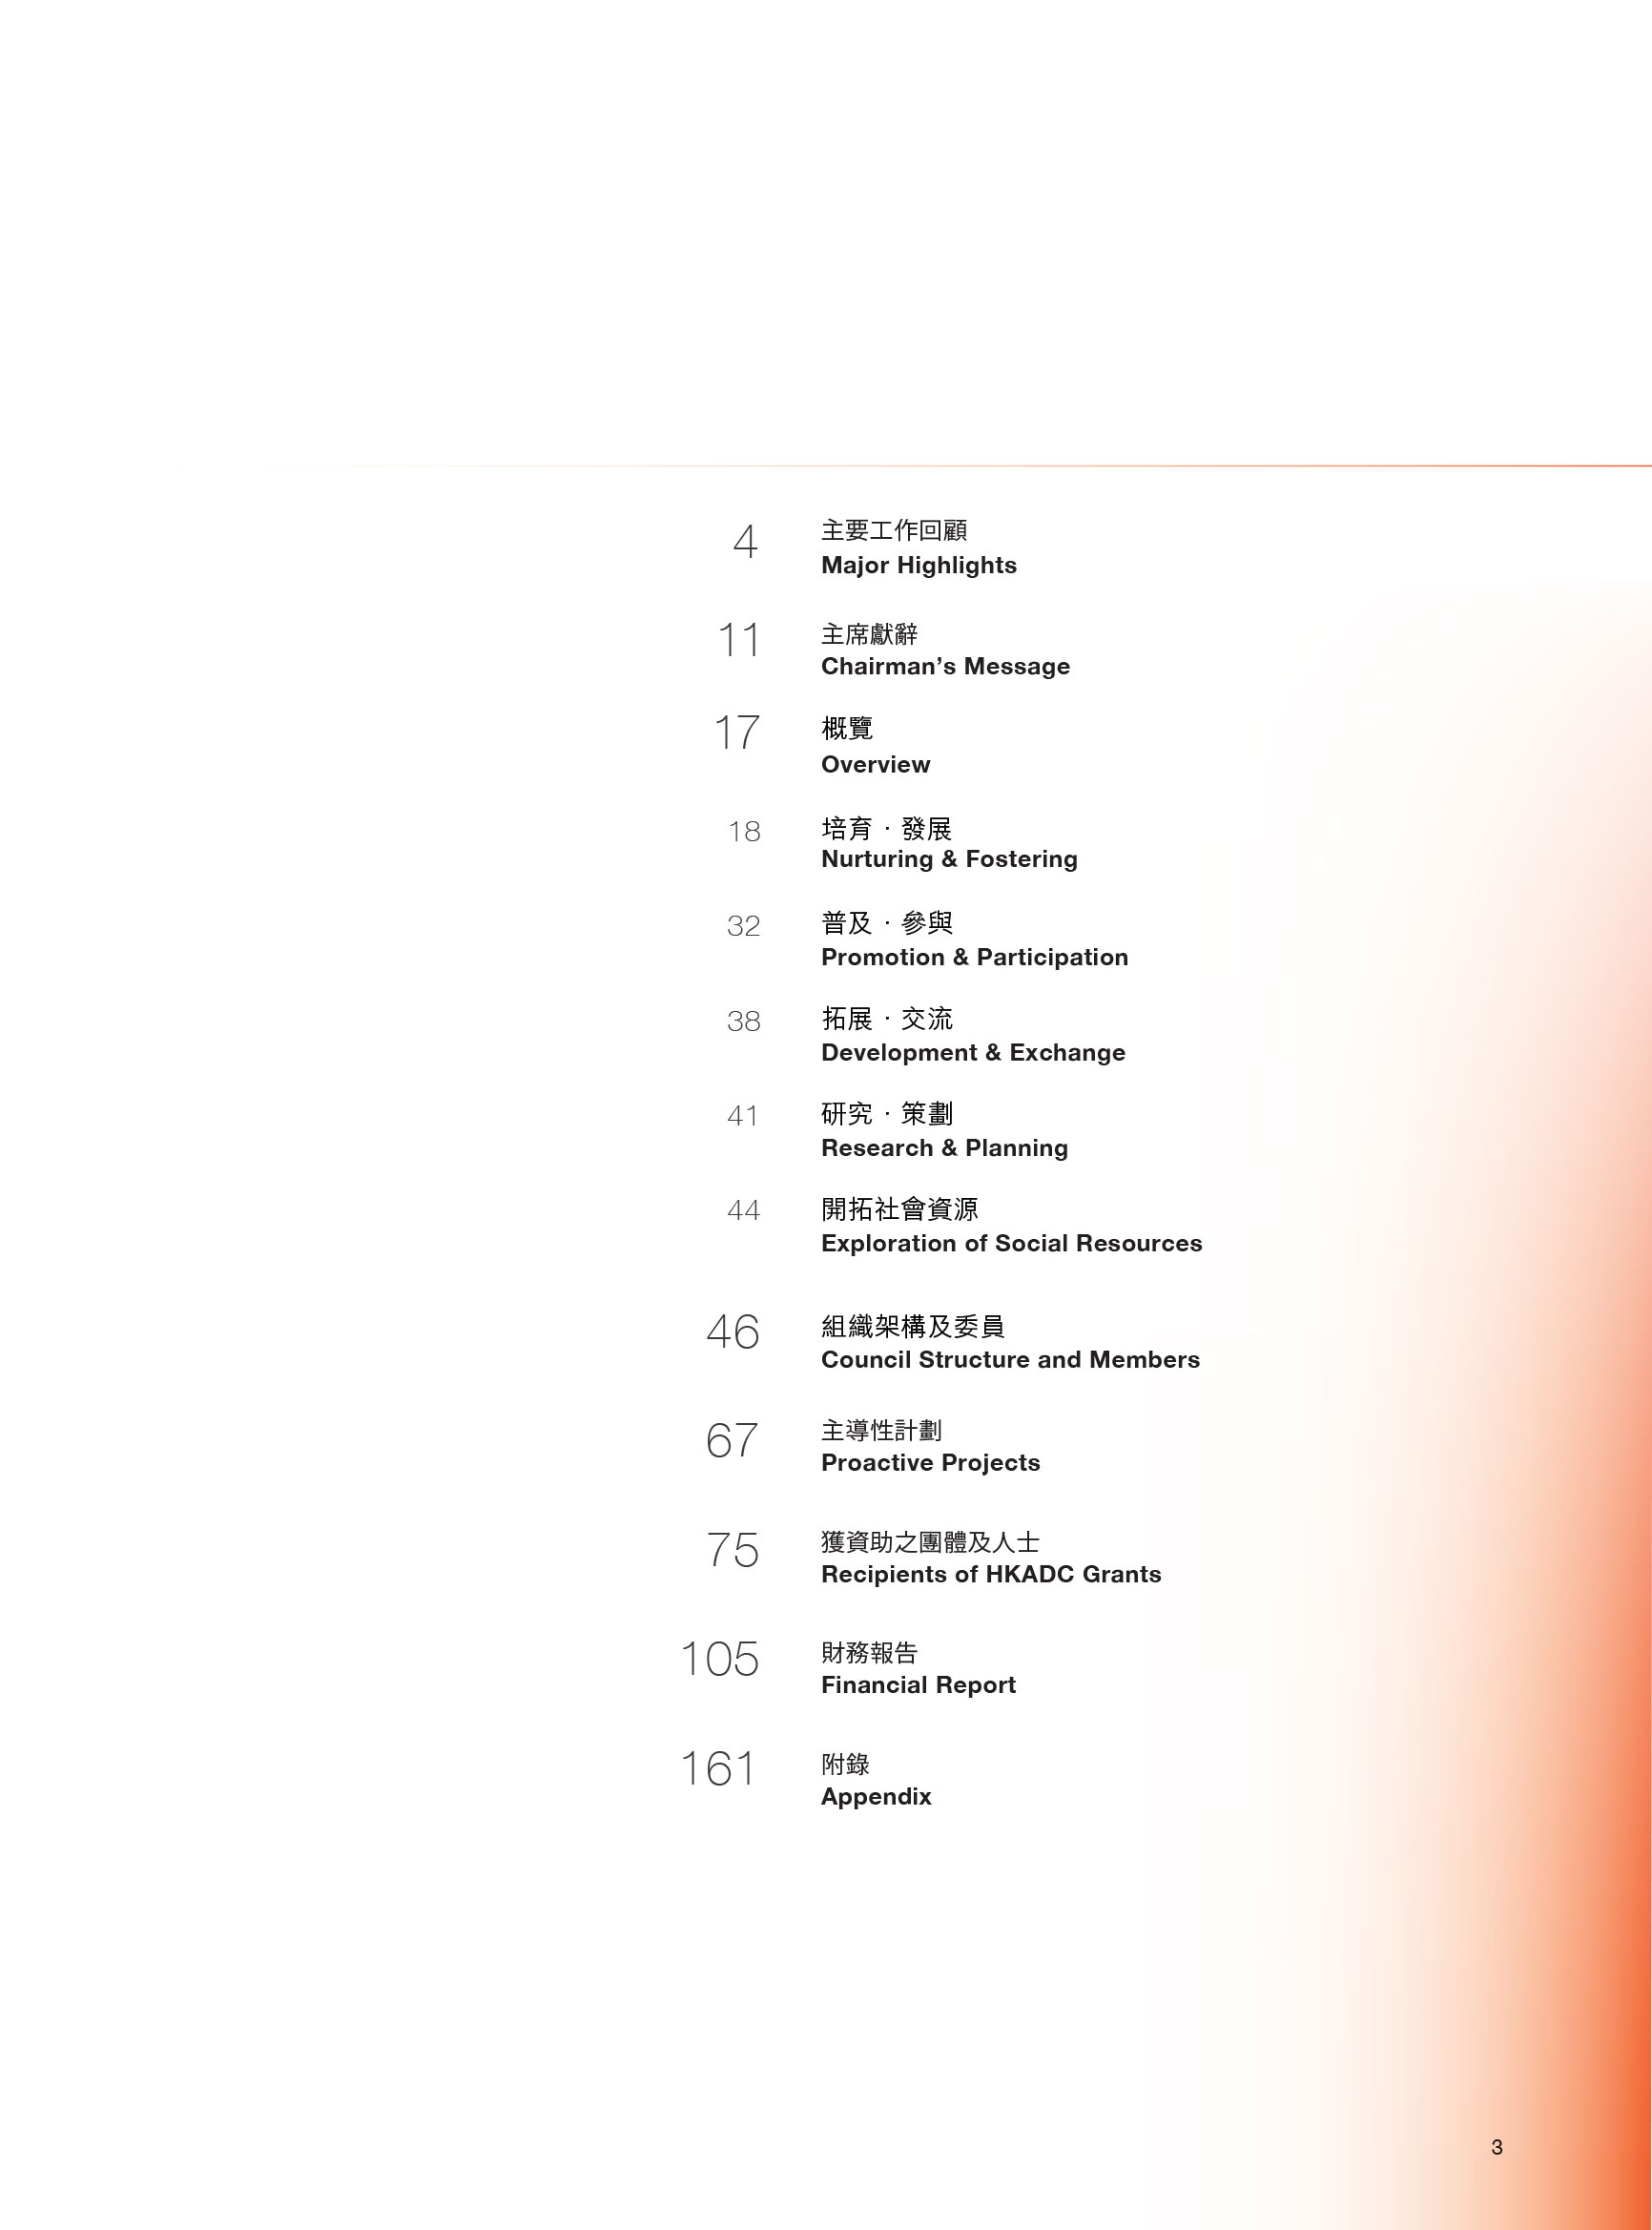 4
主要工作回顧
Major Highlights
11
主席獻辭
Chairman’s Message
17
概覽
Overview
18
培育．發展
Nurturing & Fostering
32
普及．參與
Promotion & Participation
38
拓展．交流
Development & Exchange
41
研究．策劃
Research & Planning
44
開拓社會資源
Exploration of Social Resources
46
組織架構及委員
Council Structure and Members
67
主導性計劃
Proactive Projects
75
獲資助之團體及人士
Recipients of HKADC Grants
105
財務報告
Financial Report
161
附錄
Appendix
3